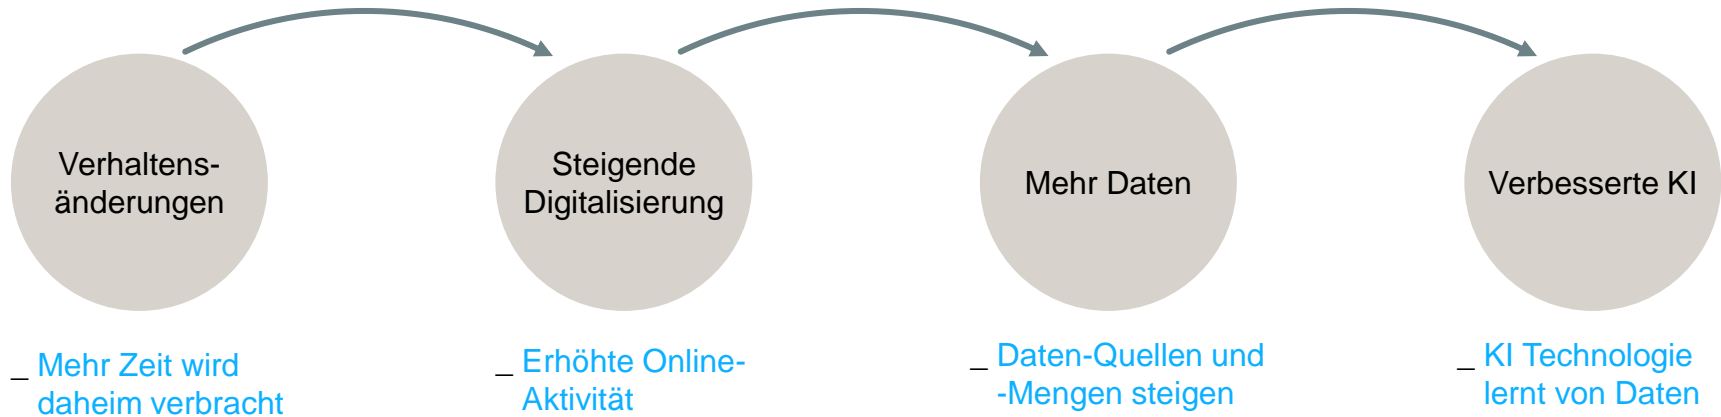 Verhaltens-
änderungen
Steigende
Digitalisierung
Mehr Daten
Verbesserte KI
_ Mehr Zeit wird
daheim verbracht
_ Erhöhte Online-
Aktivität
_ Daten-Quellen und
-Mengen steigen
_ KI Technologie
lernt von Daten